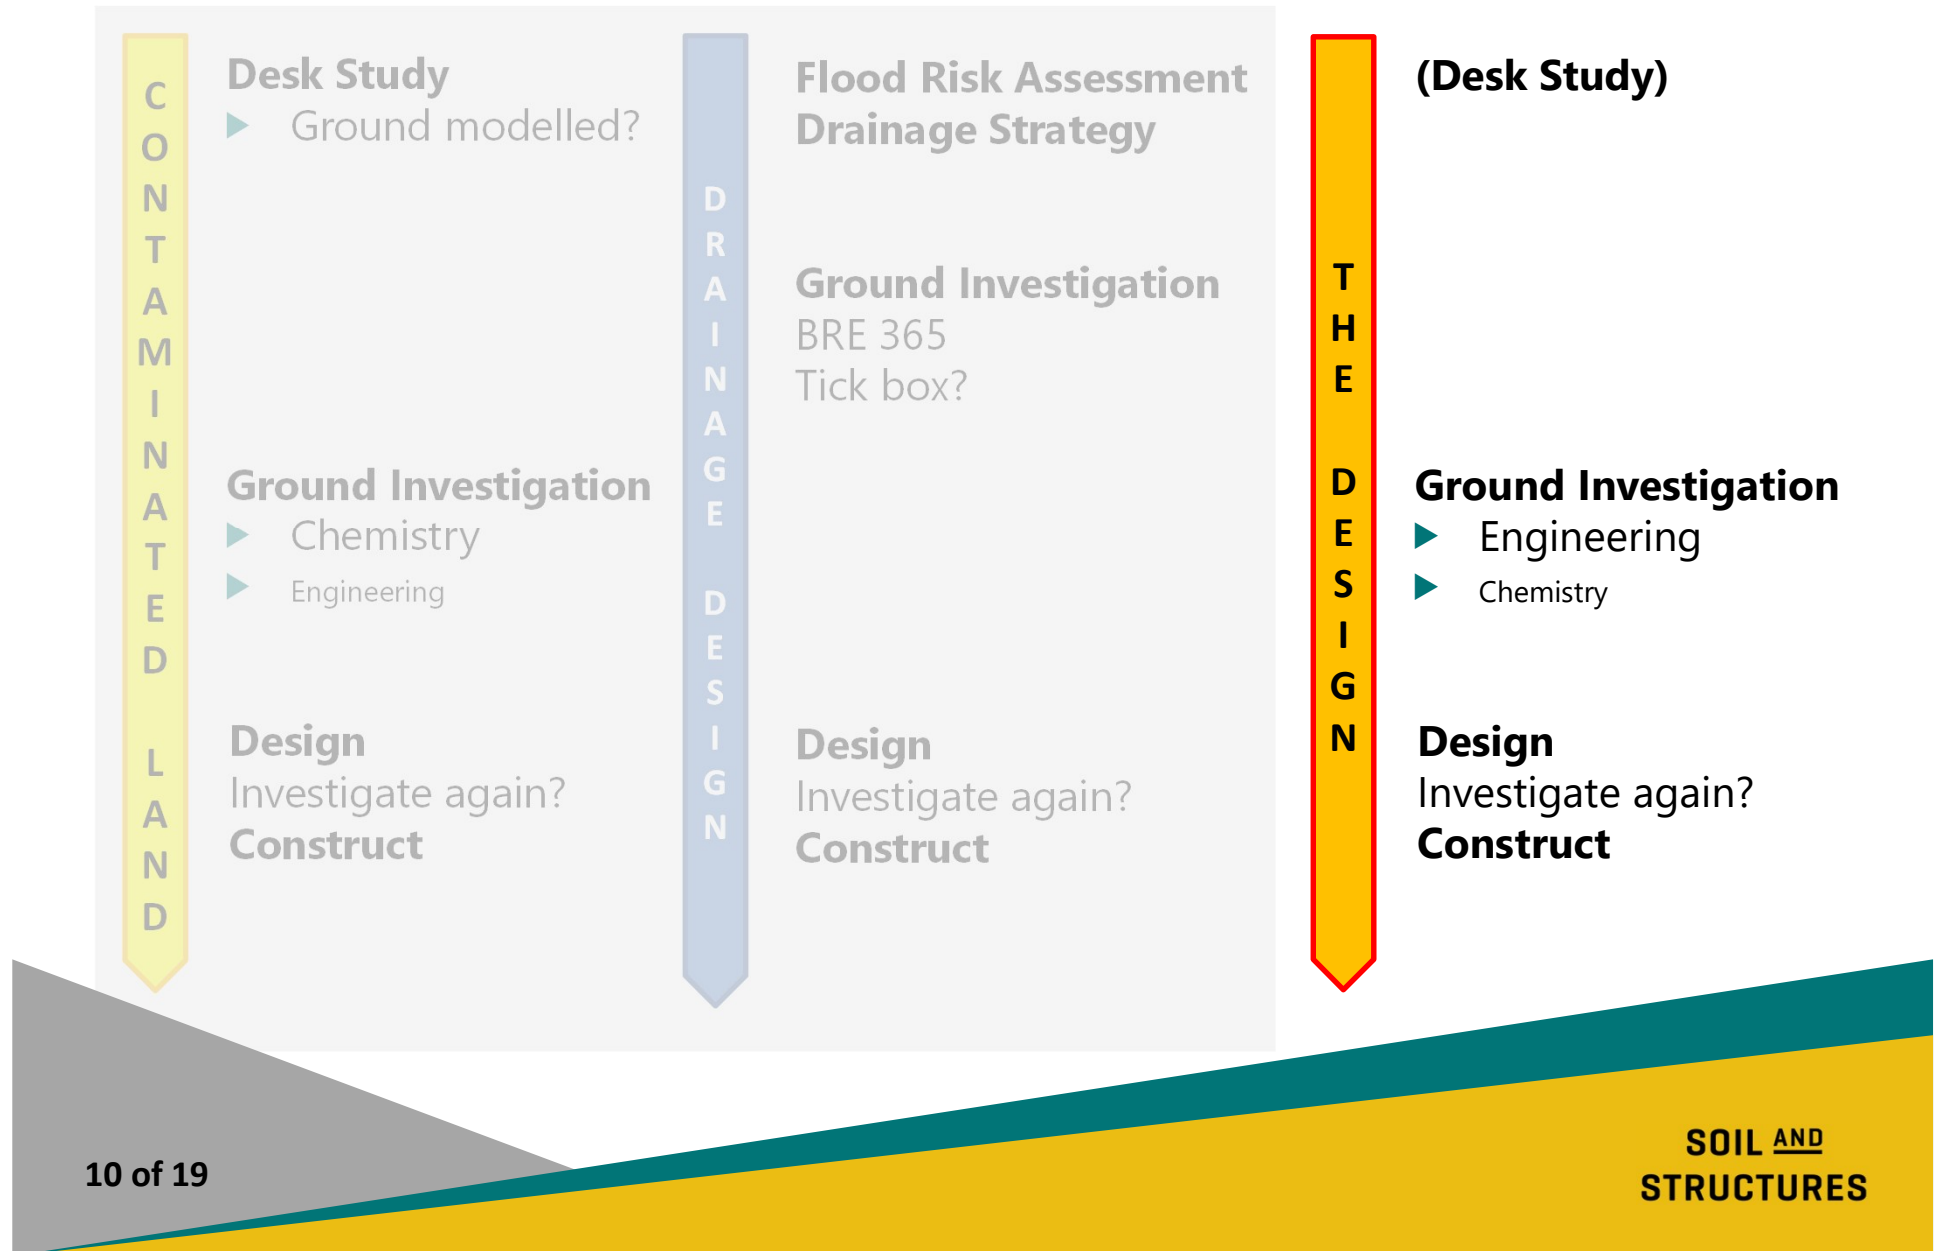 CONTAMINATED LAND
Desk Study
Ground modelled?
Ground Investigation
Chemistry
Engineering
Design
Investigate again?
Construct
DRAINAGE DESIGN
Flood Risk Assessment
Drainage Strategy
Ground Investigation
BRE 365
Tick box?
Design
Investigate again?
Construct
THE DESIGN
(Desk Study)
Ground Investigation
Engineering
Chemistry
Design
Investigate again?
Construct
10 of 19
SOIL AND
STRUCTURES